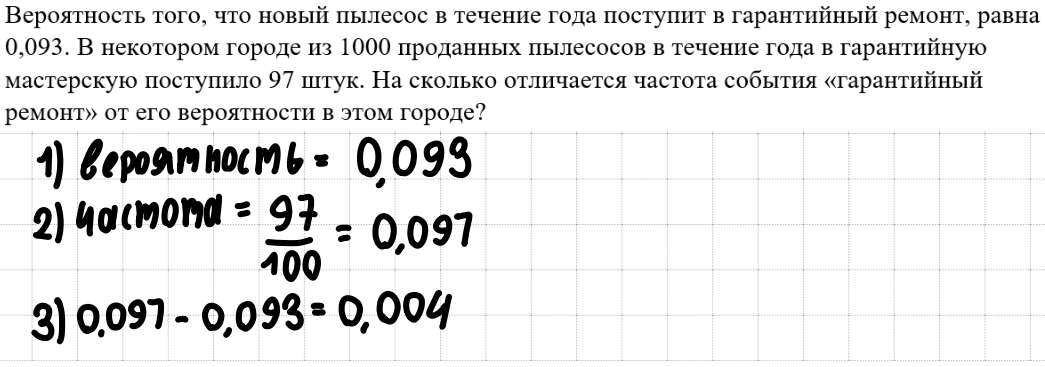 Вероятность того, что новый пылесос в течение года поступит в гарантийный ремонт, равна
0,093. В некотором городе из 1000 проданных пылесосов в течение года в гарантийную
мастерскую поступило 97 штук. На сколько отличается частота события «гарантийный
ремонт» от его вероятности в этом городе?
1) вероятность = 0,093
2) частота = 97/100 = 0,097
3) 0,097 - 0,093 = 0,004